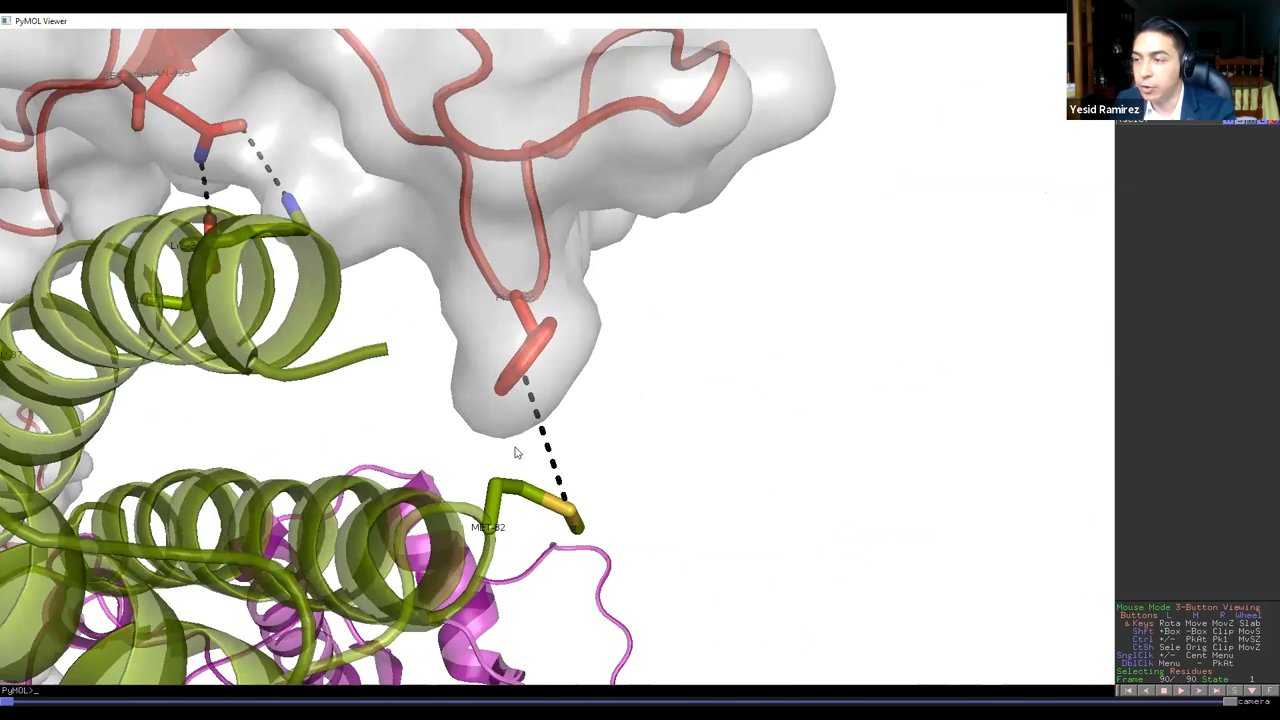 PyMOL Viewer
Yesid Ramirez
MET-82
Mouse Mode 3-Button Viewing
Buttons L M R Wheel
& Keys Rota Move MovZ Slab
Shft +Box -Box Clip MovS
Ctrl +/- PkAt Pk1 MvSZ
CtSh Sele Orig Clip MovZ
SnglClk +/- Cent Menu
DblClk Menu - PkAt
Selecting Residues
Frame 90/ 90 State 1
PyMOL>_
S
F
camera